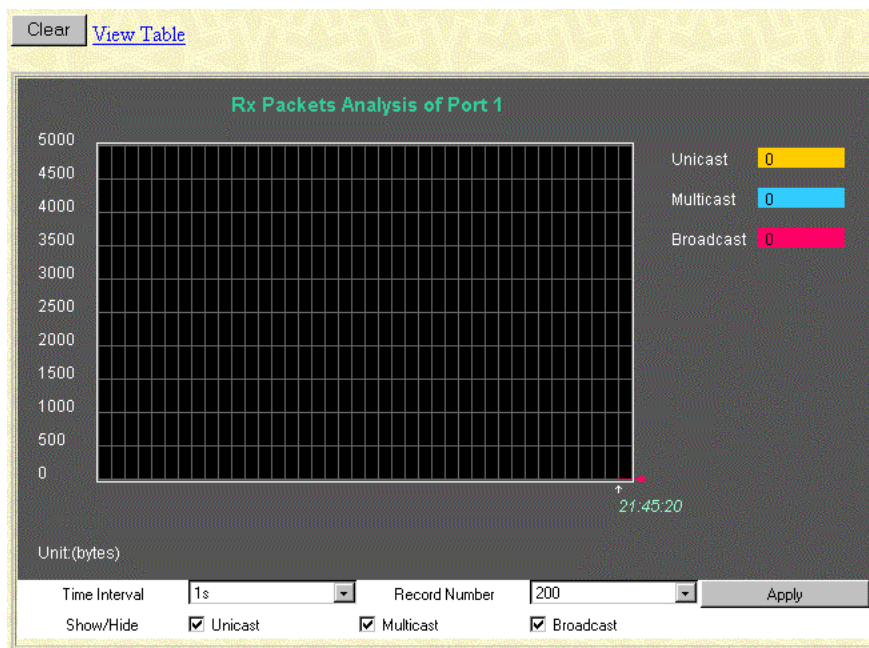 Clear View Table
Rx Packets Analysis of Port 1
5000
4500
4000
3500
3000
2500
2000
1500
1000
500
0
Unicast 0
Multicast 0
Broadcast 0
21:45:20
Unit:(bytes)
Time Interval 1s Record Number 200 Apply
Show/Hide Unicast Multicast Broadcast